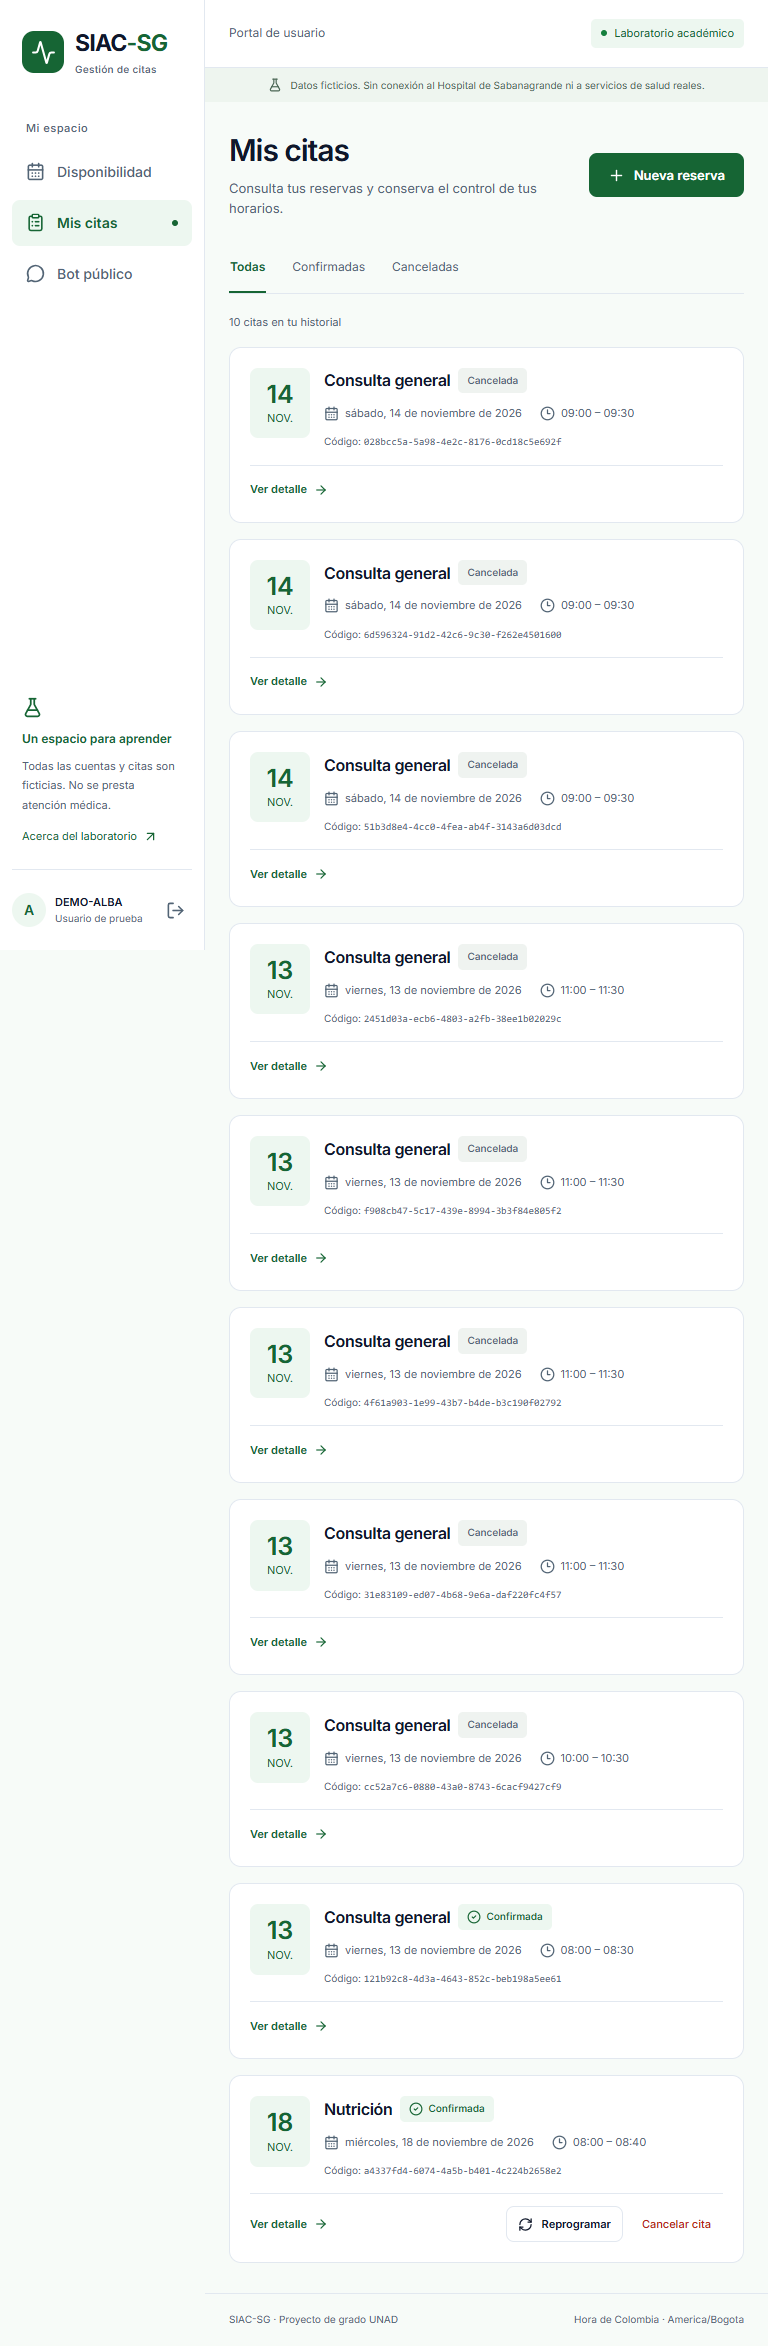 SIAC-SG
Gestión de citas
Mi espacio
Disponibilidad
Mis citas
Bot público
Un espacio para aprender
Todas las cuentas y citas son
ficticias. No se presta
atención médica.
Acerca del laboratorio
A
DEMO-ALBA
Usuario de prueba
Portal de usuario
Laboratorio académico
Datos ficticios. Sin conexión al Hospital de Sabanagrande ni a servicios de salud reales.
Mis citas
Consulta tus reservas y conserva el control de tus
horarios.
Nueva reserva
Todas Confirmadas Canceladas
10 citas en tu historial
14
NOV.
Consulta general Cancelada
sábado, 14 de noviembre de 2026 09:00 – 09:30
Código: 028bcc5a-5a98-4e2c-8176-0cd18c5e692f
Ver detalle
14
NOV.
Consulta general Cancelada
sábado, 14 de noviembre de 2026 09:00 – 09:30
Código: 6d596324-91d2-42c6-9c30-f262e4501600
Ver detalle
14
NOV.
Consulta general Cancelada
sábado, 14 de noviembre de 2026 09:00 – 09:30
Código: 51b3d8e4-4cc0-4fea-ab4f-3143a6d03dcd
Ver detalle
13
NOV.
Consulta general Cancelada
viernes, 13 de noviembre de 2026 11:00 – 11:30
Código: 2451d03a-ecb6-4803-a2fb-38ee1b02029c
Ver detalle
13
NOV.
Consulta general Cancelada
viernes, 13 de noviembre de 2026 11:00 – 11:30
Código: f908cb47-5c17-439e-8994-3b3f84e805f2
Ver detalle
13
NOV.
Consulta general Cancelada
viernes, 13 de noviembre de 2026 11:00 – 11:30
Código: 4f61a903-1e99-43b7-b4de-b3c190f02792
Ver detalle
13
NOV.
Consulta general Cancelada
viernes, 13 de noviembre de 2026 11:00 – 11:30
Código: 31e83109-ed07-4b68-9e6a-daf220fc4f57
Ver detalle
13
NOV.
Consulta general Cancelada
viernes, 13 de noviembre de 2026 10:00 – 10:30
Código: cc52a7c6-0880-43a0-8743-6cacf9427cf9
Ver detalle
13
NOV.
Consulta general Confirmada
viernes, 13 de noviembre de 2026 08:00 – 08:30
Código: 121b92c8-4d3a-4643-852c-beb198a5ee61
Ver detalle
18
NOV.
Nutrición Confirmada
miércoles, 18 de noviembre de 2026 08:00 – 08:40
Código: a4337fd4-6074-4a5b-b401-4c224b2658e2
Ver detalle Reprogramar Cancelar cita
SIAC-SG · Proyecto de grado UNAD Hora de Colombia · America/Bogota